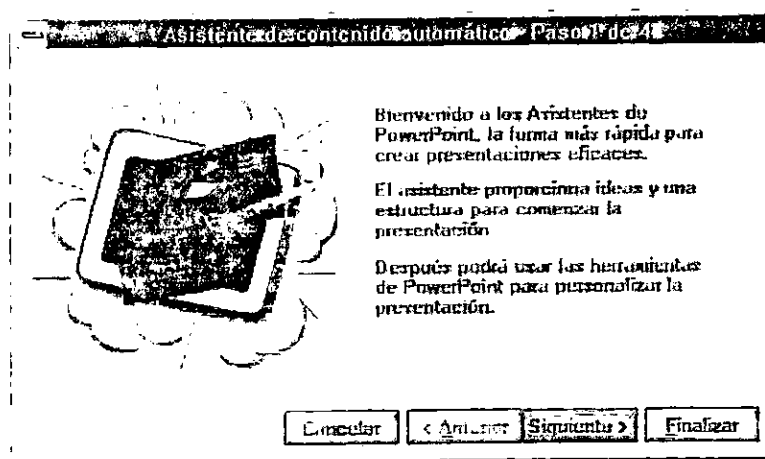 Asistente de contenido automático - Paso 1 de 4
Bienvenido a los Asistentes de
PowerPoint, la forma más rápida para
crear presentaciones eficaces.
El asistente proporciona ideas y una
estructura para comenzar la
presentación
Después podrá usar las herramientas
de PowerPoint para personalizar la
presentación.
Cancelar
< Anterior
Siguiente >
Finalizar